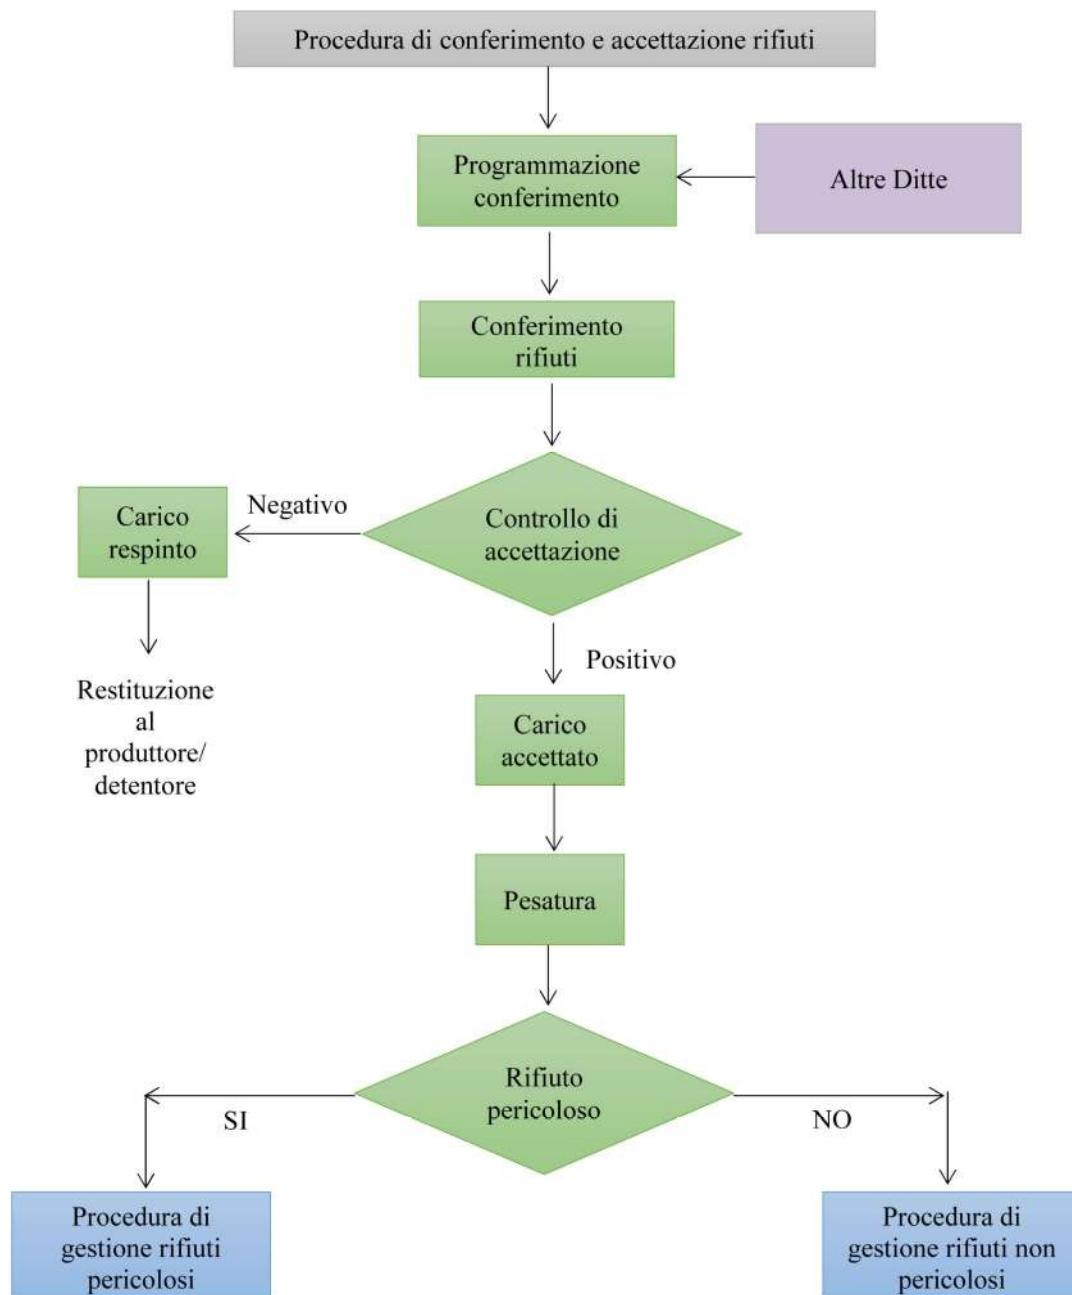 Procedura di conferimento e accettazione rifiuti
Programmazione
conferimento
Altre Ditte
Conferimento
rifiuti
Controllo di
accettazione
Negativo
Carico
respinto
Restituzione
al
produttore/
detentore
Positivo
Carico
accettato
Pesatura
Rifiuto
pericoloso
SI
NO
Procedura di
gestione rifiuti
pericolosi
Procedura di
gestione rifiuti non
pericolosi